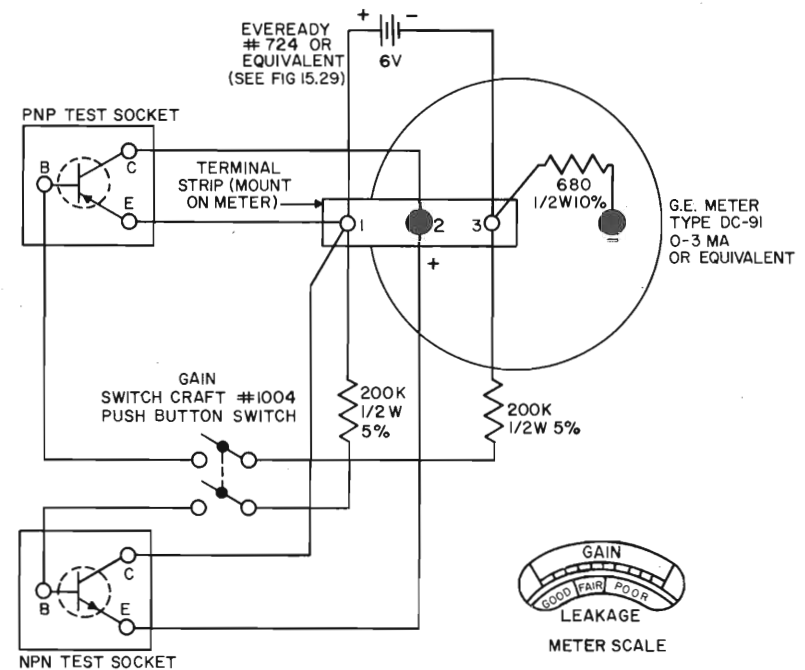 EVEREADY
# 724 OR
EQUIVALENT
(SEE FIG 15.29)
+ −
6V
PNP TEST SOCKET
B
C
E
TERMINAL
STRIP (MOUNT
ON METER)
1
2
3
+
680
1/2W10%
−
G.E. METER
TYPE DC-91
0-3 MA
OR EQUIVALENT
GAIN
SWITCH CRAFT #1004
PUSH BUTTON SWITCH
200K
1/2 W
5%
200K
1/2W 5%
B
C
E
NPN TEST SOCKET
GAIN
GOOD FAIR POOR
LEAKAGE
METER SCALE